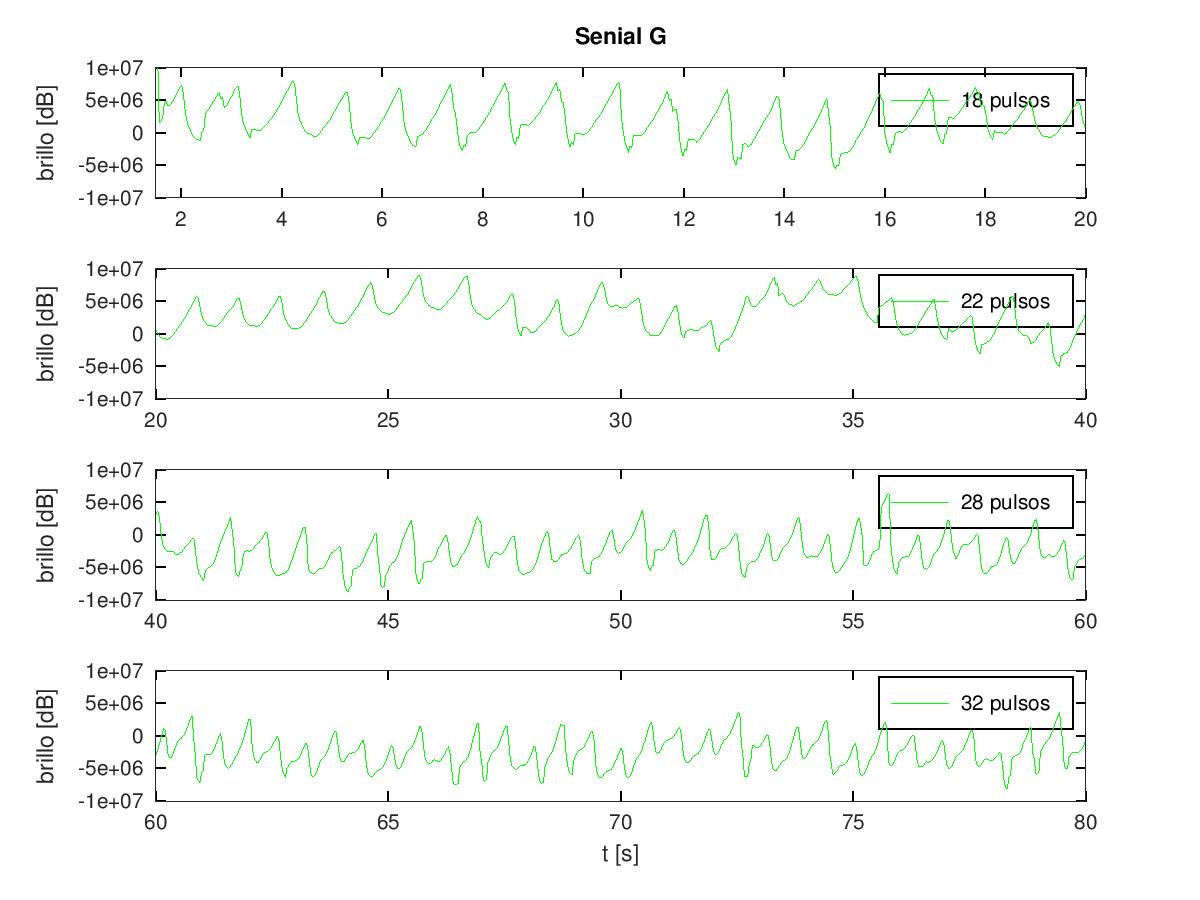 Senial G
brillo [dB]
1e+07
5e+06
0
-5e+06
-1e+07
18 pulsos
2 4 6 8 10 12 14 16 18 20
brillo [dB]
1e+07
5e+06
0
-5e+06
-1e+07
22 pulsos
20 25 30 35 40
brillo [dB]
1e+07
5e+06
0
-5e+06
-1e+07
28 pulsos
40 45 50 55 60
brillo [dB]
1e+07
5e+06
0
-5e+06
-1e+07
32 pulsos
60 65 70 75 80
t [s]